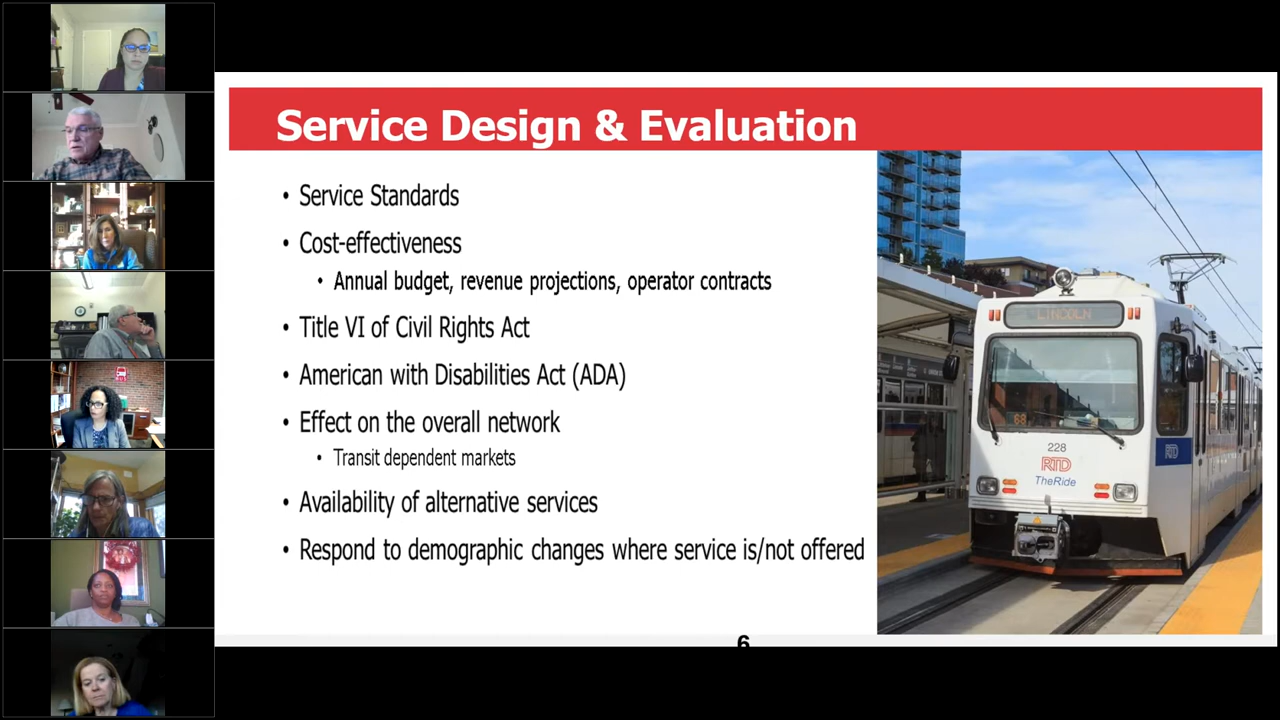 Service Design & Evaluation
• Service Standards
• Cost-effectiveness
• Annual budget, revenue projections, operator contracts
• Title VI of Civil Rights Act
• American with Disabilities Act (ADA)
• Effect on the overall network
• Transit dependent markets
• Availability of alternative services
• Respond to demographic changes where service is/not offered
LINCOLN
68
228
RTD
TheRide
RTD
6